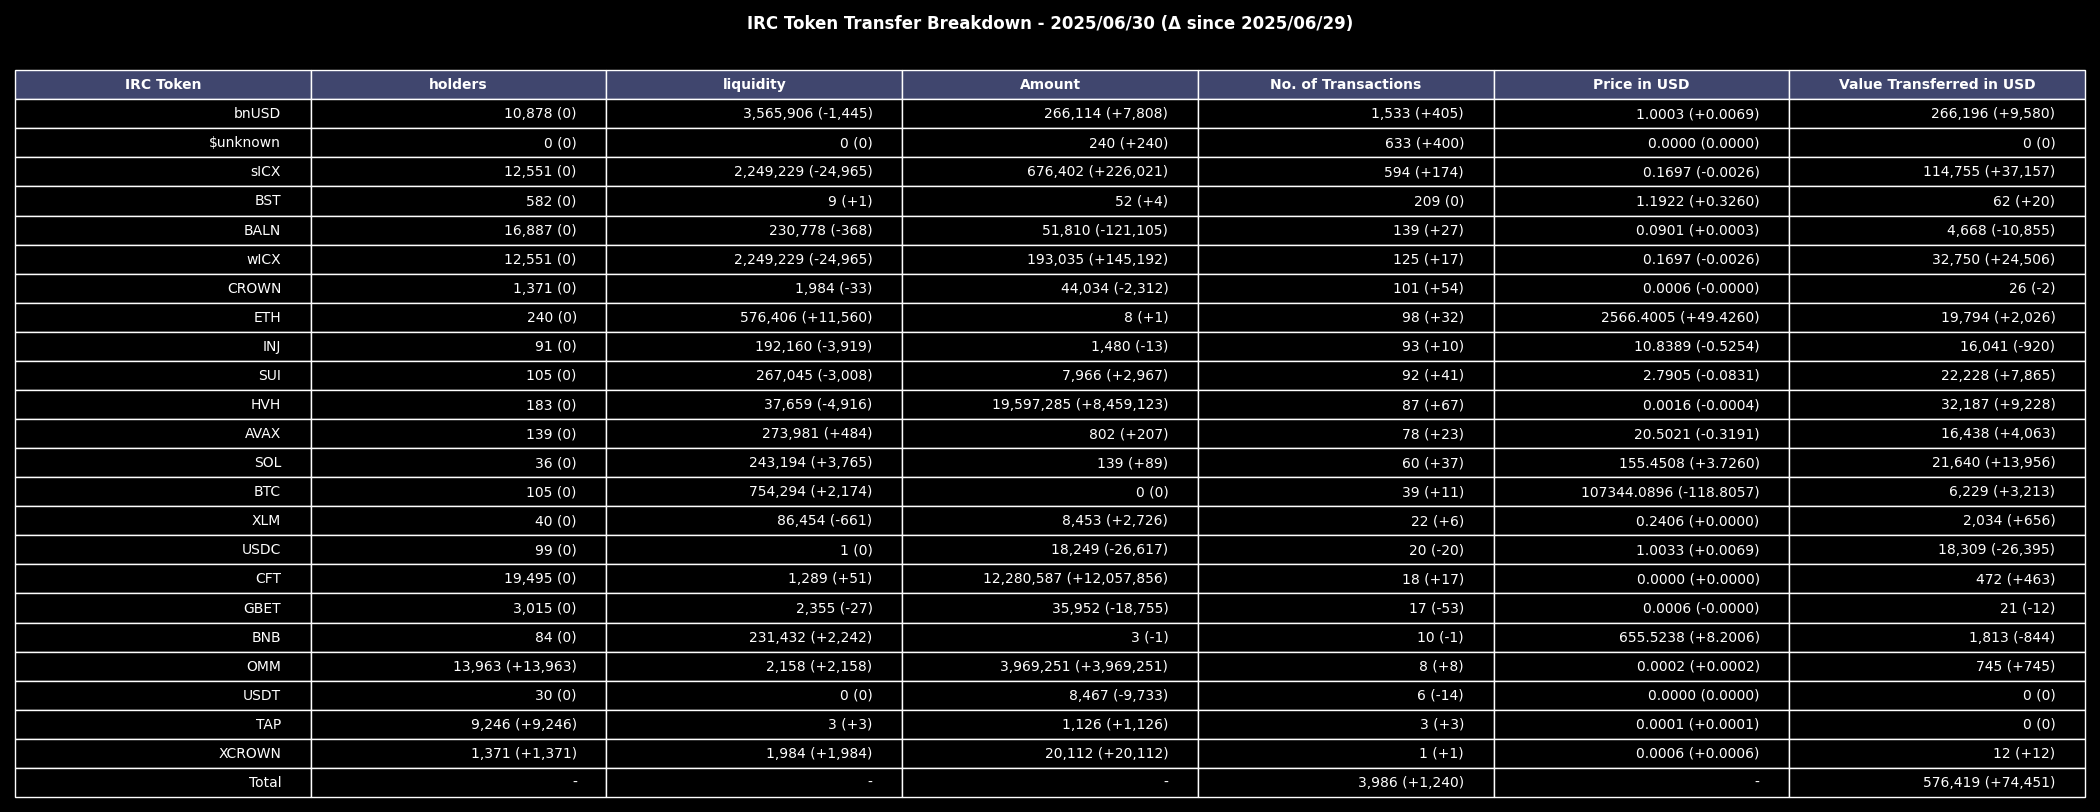 IRC Token Transfer Breakdown - 2025/06/30 (Δ since 2025/06/29)
IRC Token holders liquidity Amount No. of Transactions Price in USD Value Transferred in USD
bnUSD 10,878 (0) 3,565,906 (-1,445) 266,114 (+7,808) 1,533 (+405) 1.0003 (+0.0069) 266,196 (+9,580)
$unknown 0 (0) 0 (0) 240 (+240) 633 (+400) 0.0000 (0.0000) 0 (0)
sICX 12,551 (0) 2,249,229 (-24,965) 676,402 (+226,021) 594 (+174) 0.1697 (-0.0026) 114,755 (+37,157)
BST 582 (0) 9 (+1) 52 (+4) 209 (0) 1.1922 (+0.3260) 62 (+20)
BALN 16,887 (0) 230,778 (-368) 51,810 (-121,105) 139 (+27) 0.0901 (+0.0003) 4,668 (-10,855)
wICX 12,551 (0) 2,249,229 (-24,965) 193,035 (+145,192) 125 (+17) 0.1697 (-0.0026) 32,750 (+24,506)
CROWN 1,371 (0) 1,984 (-33) 44,034 (-2,312) 101 (+54) 0.0006 (-0.0000) 26 (-2)
ETH 240 (0) 576,406 (+11,560) 8 (+1) 98 (+32) 2566.4005 (+49.4260) 19,794 (+2,026)
INJ 91 (0) 192,160 (-3,919) 1,480 (-13) 93 (+10) 10.8389 (-0.5254) 16,041 (-920)
SUI 105 (0) 267,045 (-3,008) 7,966 (+2,967) 92 (+41) 2.7905 (-0.0831) 22,228 (+7,865)
HVH 183 (0) 37,659 (-4,916) 19,597,285 (+8,459,123) 87 (+67) 0.0016 (-0.0004) 32,187 (+9,228)
AVAX 139 (0) 273,981 (+484) 802 (+207) 78 (+23) 20.5021 (-0.3191) 16,438 (+4,063)
SOL 36 (0) 243,194 (+3,765) 139 (+89) 60 (+37) 155.4508 (+3.7260) 21,640 (+13,956)
BTC 105 (0) 754,294 (+2,174) 0 (0) 39 (+11) 107344.0896 (-118.8057) 6,229 (+3,213)
XLM 40 (0) 86,454 (-661) 8,453 (+2,726) 22 (+6) 0.2406 (+0.0000) 2,034 (+656)
USDC 99 (0) 1 (0) 18,249 (-26,617) 20 (-20) 1.0033 (+0.0069) 18,309 (-26,395)
CFT 19,495 (0) 1,289 (+51) 12,280,587 (+12,057,856) 18 (+17) 0.0000 (+0.0000) 472 (+463)
GBET 3,015 (0) 2,355 (-27) 35,952 (-18,755) 17 (-53) 0.0006 (-0.0000) 21 (-12)
BNB 84 (0) 231,432 (+2,242) 3 (-1) 10 (-1) 655.5238 (+8.2006) 1,813 (-844)
OMM 13,963 (+13,963) 2,158 (+2,158) 3,969,251 (+3,969,251) 8 (+8) 0.0002 (+0.0002) 745 (+745)
USDT 30 (0) 0 (0) 8,467 (-9,733) 6 (-14) 0.0000 (0.0000) 0 (0)
TAP 9,246 (+9,246) 3 (+3) 1,126 (+1,126) 3 (+3) 0.0001 (+0.0001) 0 (0)
XCROWN 1,371 (+1,371) 1,984 (+1,984) 20,112 (+20,112) 1 (+1) 0.0006 (+0.0006) 12 (+12)
Total - - - 3,986 (+1,240) - 576,419 (+74,451)